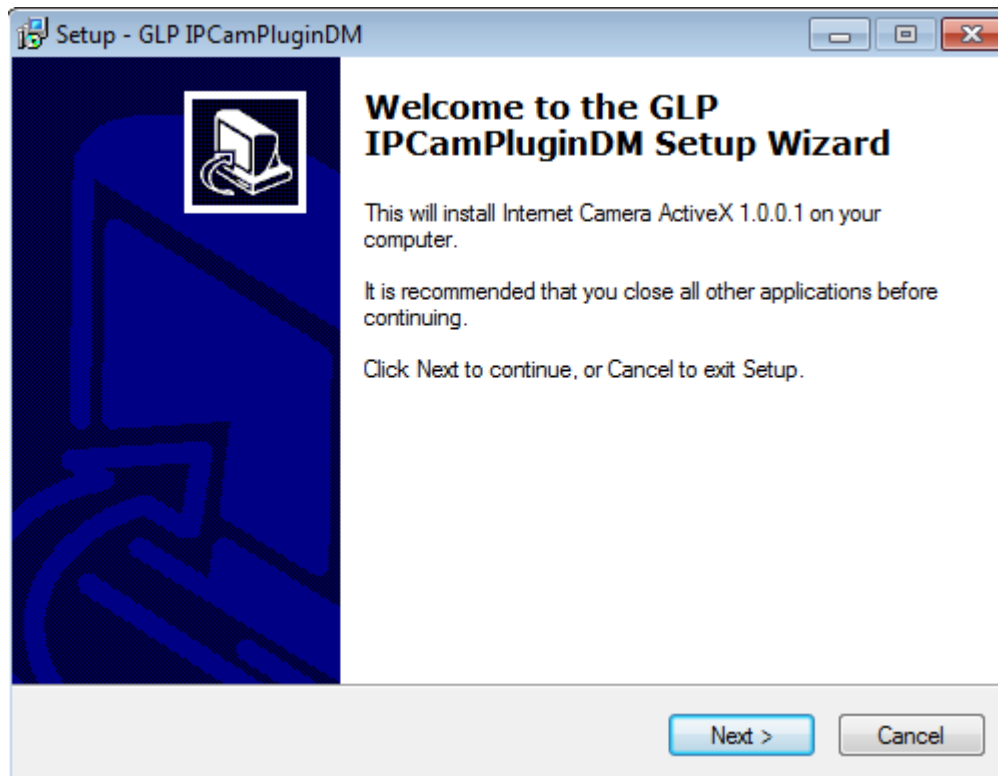 Setup - GLP IPCamPluginDM
Welcome to the GLP
IPCamPluginDM Setup Wizard
This will install Internet Camera ActiveX 1.0.0.1 on your
computer.
It is recommended that you close all other applications before
continuing.
Click Next to continue, or Cancel to exit Setup.
Next >
Cancel